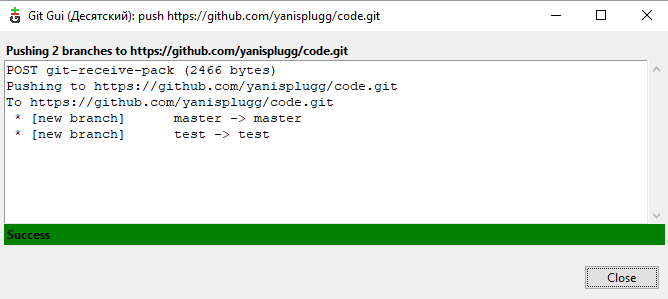 Git Gui (Десятский): push https://github.com/yanisplugg/code.git
Pushing 2 branches to https://github.com/yanisplugg/code.git
POST git-receive-pack (2466 bytes)
Pushing to https://github.com/yanisplugg/code.git
To https://github.com/yanisplugg/code.git
 * [new branch]      master -> master
 * [new branch]      test -> test
Success
Close